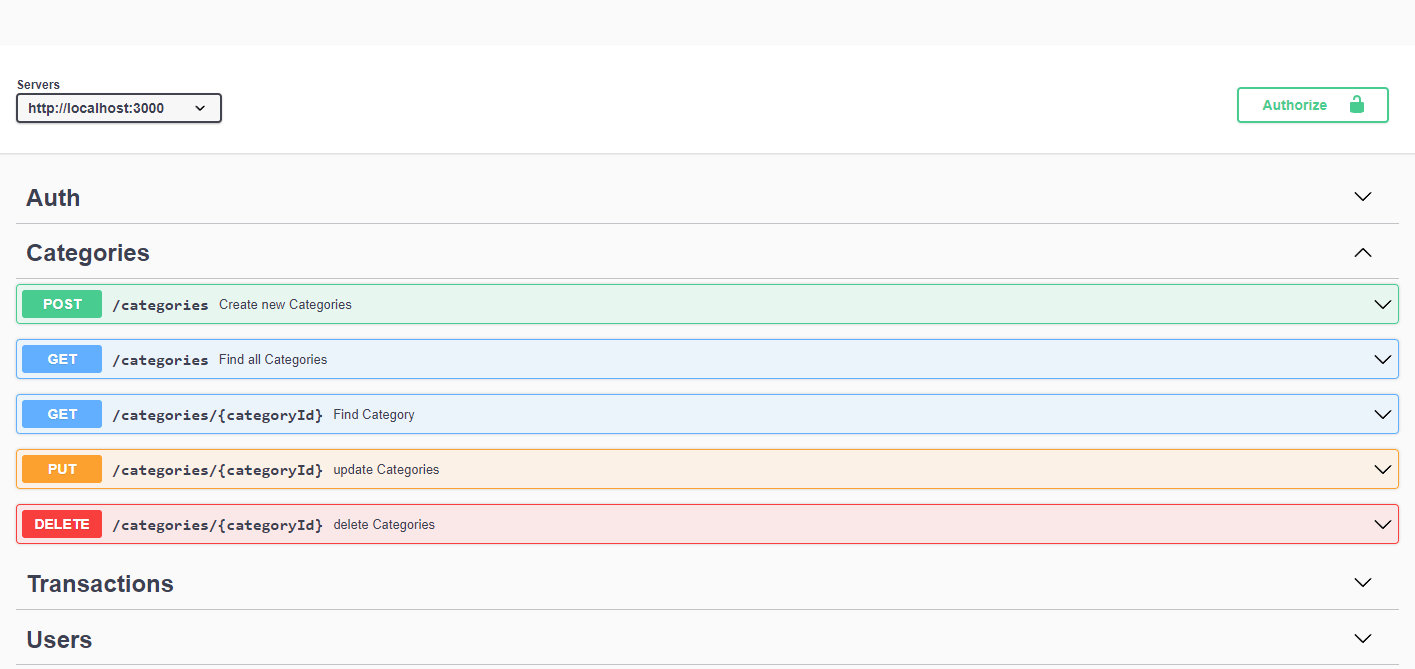 Servers
http://localhost:3000
Authorize
Auth
Categories
POST /categories Create new Categories
GET /categories Find all Categories
GET /categories/{categoryId} Find Category
PUT /categories/{categoryId} update Categories
DELETE /categories/{categoryId} delete Categories
Transactions
Users